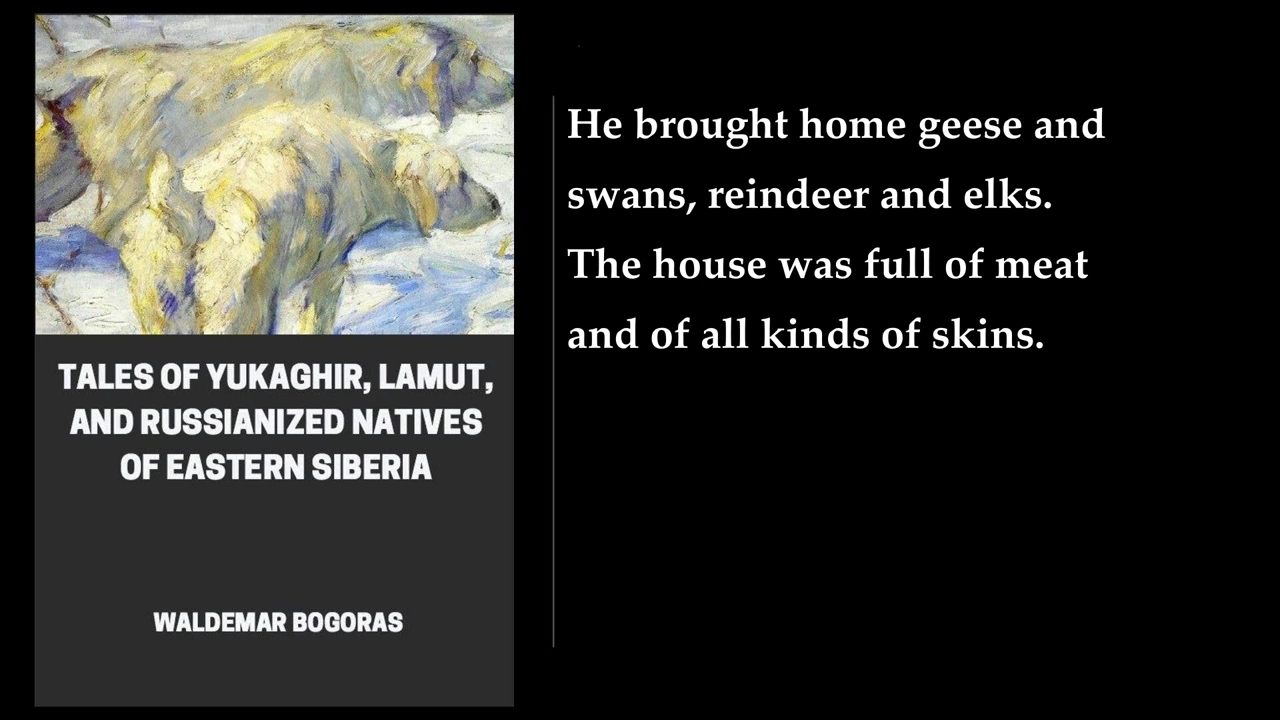 TALES OF YUKAGHIR, LAMUT,
AND RUSSIANIZED NATIVES
OF EASTERN SIBERIA
WALDEMAR BOGORAS
He brought home geese and
swans, reindeer and elks.
The house was full of meat
and of all kinds of skins.